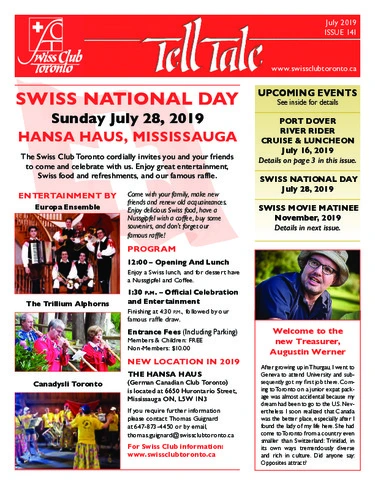 Swiss Club
Toronto
Tell Tale
July 2019
ISSUE 141
www.swissclubtoronto.ca
SWISS NATIONAL DAY
Sunday July 28, 2019
HANSA HAUS, MISSISSAUGA
The Swiss Club Toronto cordially invites you and your friends
to come and celebrate with us. Enjoy great entertainment,
Swiss food and refreshments, and our famous raffle.
ENTERTAINMENT BY
Europa Ensemble
The Trillium Alphorns
Canadysli Toronto
Come with your family, make new
friends and renew old aquaintances.
Enjoy delicious Swiss food, have a
Nussgipfel with a coffee, buy some
souvenirs, and don't forget our
famous raffle!
PROGRAM
12:00 – Opening And Lunch
Enjoy a Swiss lunch, and for dessert have
a Nussgipfel and Coffee.
1:30 P.M. – Official Celebration
and Entertainment
Finishing at 4:30 P.M., followed by our
famous raffle draw.
Entrance Fees (Including Parking)
Members & Children: FREE
Non-Members: $10.00
NEW LOCATION IN 2019
THE HANSA HAUS
(German Canadian Club Toronto)
is located at 6650 Hurontario Street,
Mississauga ON, L5W 1N3
If you require further information
please contact Thomas Guignard
at 647-873-4450 or by email
thomas.guignard@swissclubtoronto.ca
For Swiss Club Information:
www.swissclubtoronto.ca
UPCOMING EVENTS
See inside for details
PORT DOVER
RIVER RIDER
CRUISE & LUNCHEON
July 16, 2019
Details on page 3 in this issue.
SWISS NATIONAL DAY
July 28, 2019
SWISS MOVIE MATINEE
November, 2019
Details in next issue.
Welcome to the
new Treasurer,
Augustin Werner
After growing up in Thurgau, I went to
Geneva to attend University and sub-
sequently got my first job there. Com-
ing to Toronto on a junior expat pack-
age was almost accidental because my
dream had been to go to the U.S. Nev-
ertheless I soon realized that Canada
was the better place, especially after I
found the lady of my life here. She had
come to Toronto from a country even
smaller than Switzerland: Trinidad, in
its own ways tremendously diverse
and rich in culture. Did anyone say:
Opposites attract?